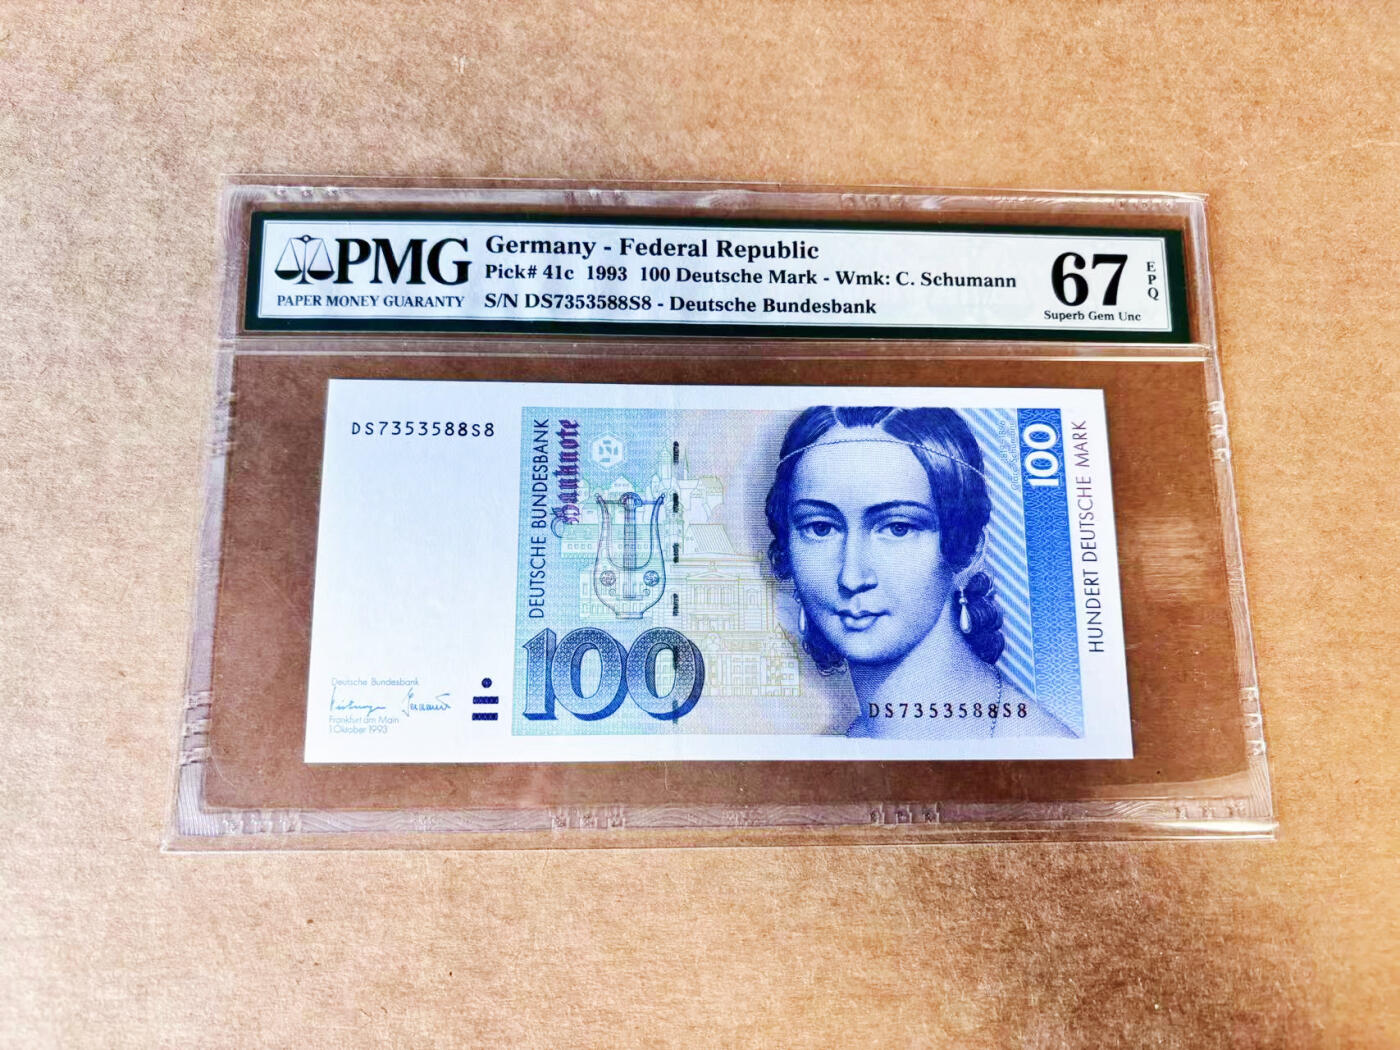 PMG
PAPER MONEY GUARANTY
Germany - Federal Republic
Pick# 41c 1993 100 Deutsche Mark - Wmk: C. Schumann
S/N DS7353588S8 - Deutsche Bundesbank
67
EPQ
Superb Gem Unc
DS7353588S8
DEUTSCHE BUNDESBANK
Banknote
100
HUNDERT DEUTSCHE MARK
100
Deutsche Bundesbank
Frankfurt am Main
1. Oktober 1993
DS7353588S8